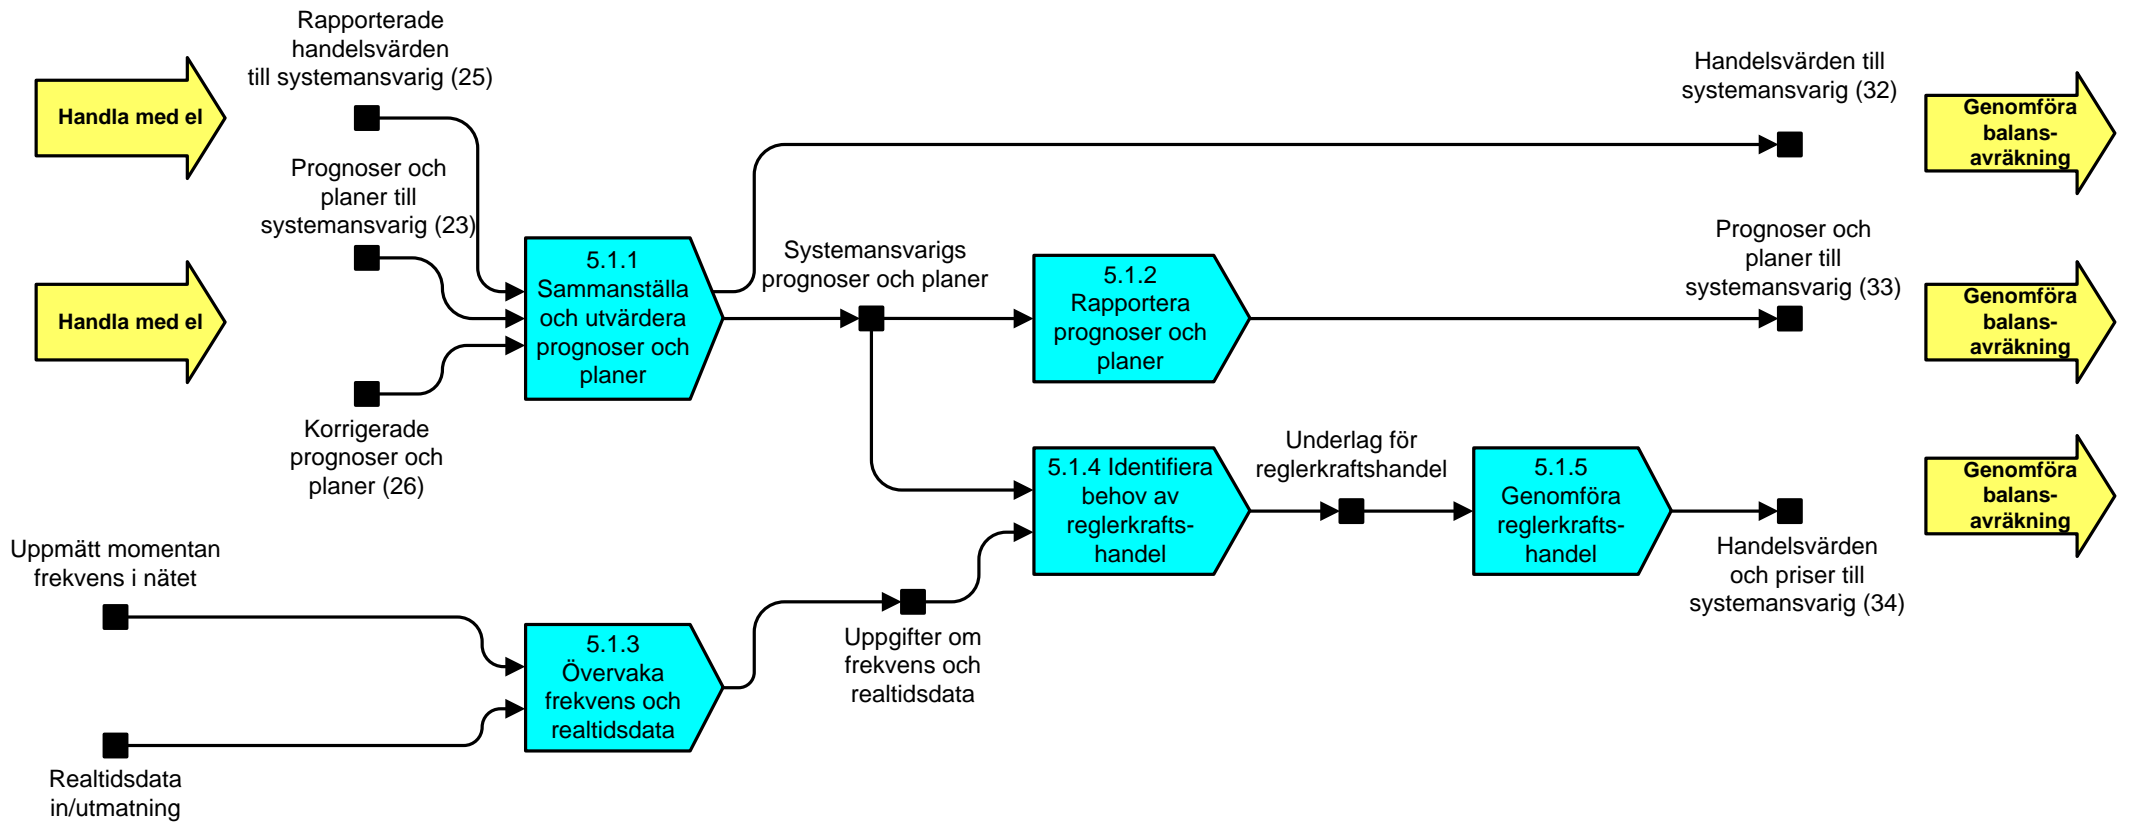 Rapporterade
handelsvärden
till systemansvarig (25)
Handla med el
Prognoser och
planer till
systemansvarig (23)
Handla med el
Korrigerade
prognoser och
planer (26)
Uppmätt momentan
frekvens i nätet
Realtidsdata
in/utmatning
5.1.1
Sammanställa
och utvärdera
prognoser och
planer
5.1.3
Övervaka
frekvens och
realtidsdata
Systemansvarigs
prognoser och planer
Uppgifter om
frekvens och
realtidsdata
5.1.2
Rapportera
prognoser och
planer
5.1.4 Identifiera
behov av
reglerkrafts-
handel
Underlag för
reglerkraftshandel
5.1.5
Genomföra
reglerkrafts-
handel
Handelsvärden till
systemansvarig (32)
Prognoser och
planer till
systemansvarig (33)
Handelsvärden
och priser till
systemansvarig (34)
Genomföra
balans-
avräkning
Genomföra
balans-
avräkning
Genomföra
balans-
avräkning